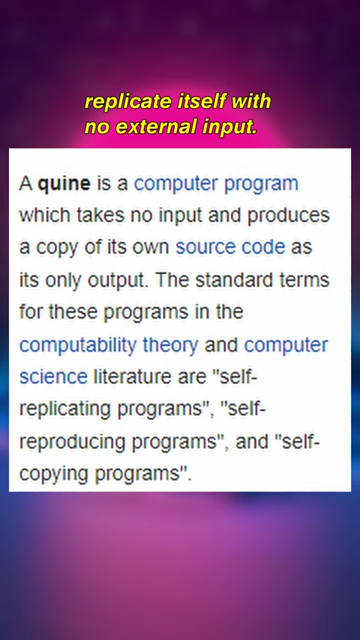 replicate itself with
no external input.
A quine is a computer program
which takes no input and produces
a copy of its own source code as
its only output. The standard terms
for these programs in the
computability theory and computer
science literature are "self-
replicating programs", "self-
reproducing programs", and "self-
copying programs".